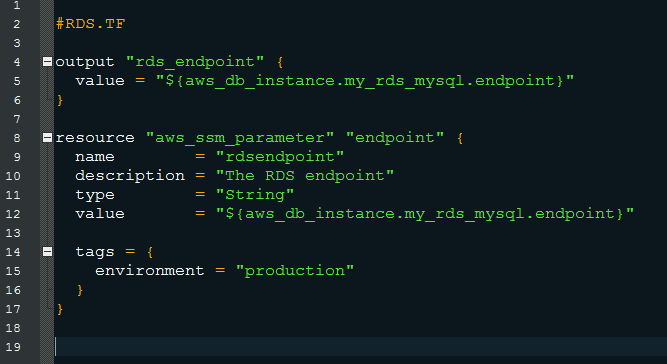 1
2 #RDS.TF
3
4 output "rds_endpoint" {
5   value = "${aws_db_instance.my_rds_mysql.endpoint}"
6 }
7
8 resource "aws_ssm_parameter" "endpoint" {
9   name        = "rdsendpoint"
10   description = "The RDS endpoint"
11   type        = "String"
12   value       = "${aws_db_instance.my_rds_mysql.endpoint}"
13
14   tags = {
15     environment = "production"
16   }
17 }
18
19